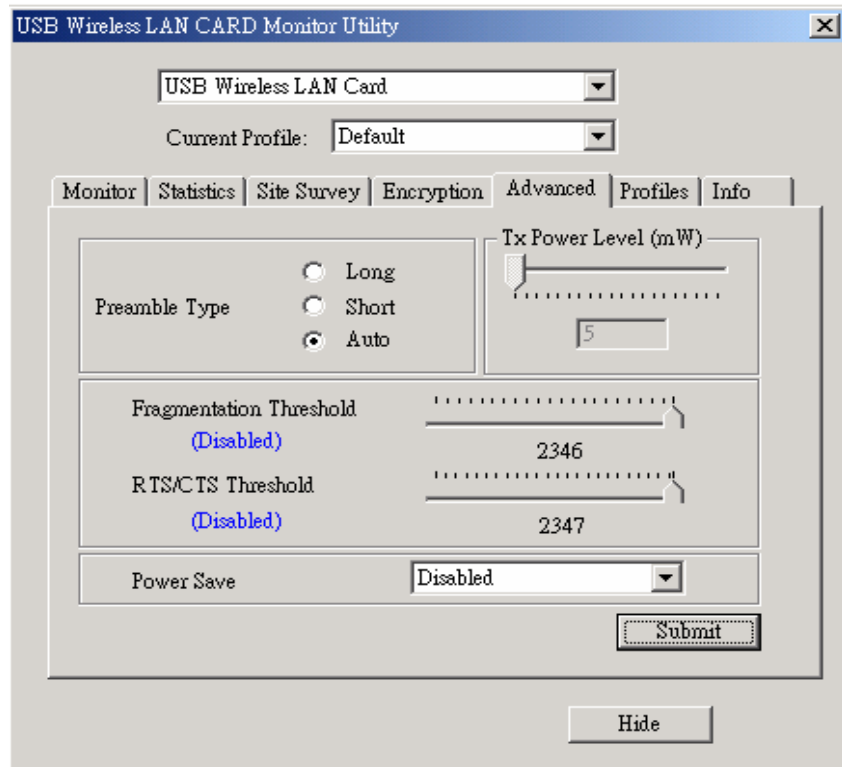 USB Wireless LAN CARD Monitor Utility
USB Wireless LAN Card
Current Profile: Default
Monitor Statistics Site Survey Encryption Advanced Profiles Info
Tx Power Level (mW)
5
Preamble Type
Long
Short
Auto
Fragmentation Threshold
(Disabled)
2346
RTS/CTS Threshold
(Disabled)
2347
Power Save Disabled
Submit
Hide